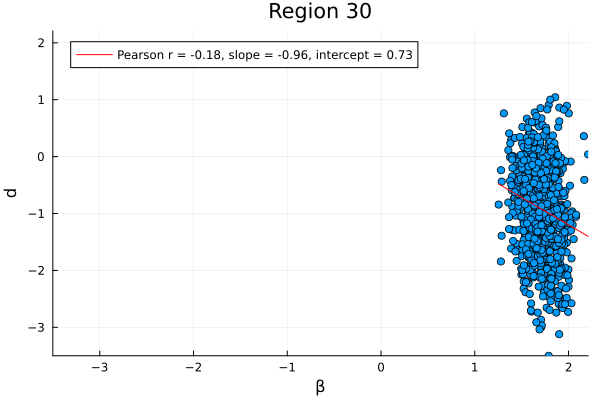 Region 30
Pearson r = -0.18, slope = -0.96, intercept = 0.73
2
1
0
−1
−2
−3
d
−3 −2 −1 0 1 2
β